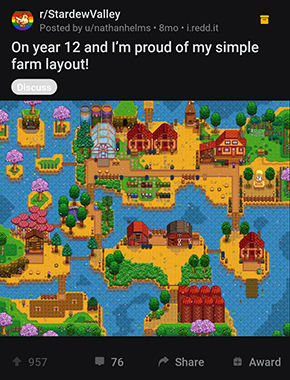 r/StardewValley
Posted by u/nathanhelms • 8mo • i.redd.it
On year 12 and I'm proud of my simple
farm layout!
Discuss
957
76
Share
Award